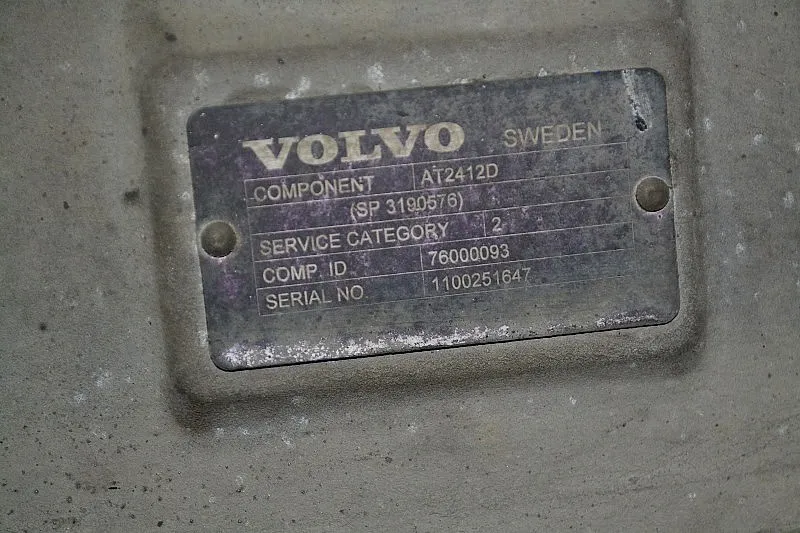 VOLVO SWEDEN
COMPONENT AT2412D
(SP 3190576)
SERVICE CATEGORY 2
COMP. ID 76000093
SERIAL NO. 1100251647